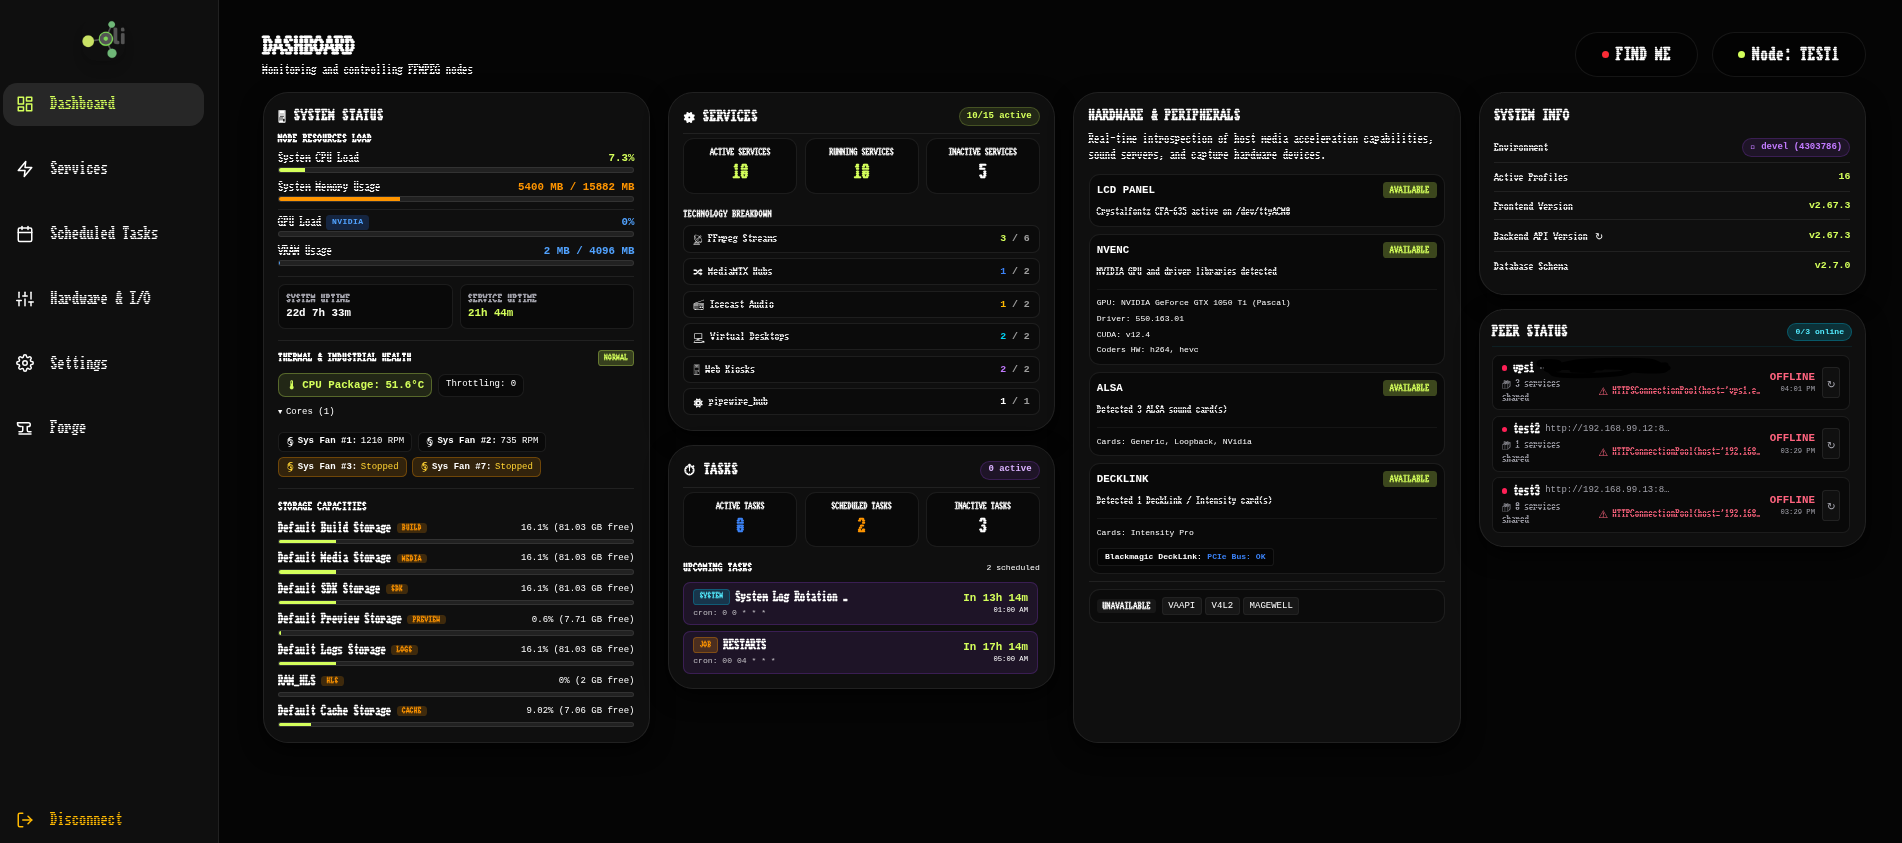 li
Dashboard
Services
Scheduled Tasks
Hardware & I/O
Settings
Forge
Disconnect
DASHBOARD
Monitoring and controlling FFMPEG nodes
FIND ME
Node: TEST1
SYSTEM STATUS
NODE RESOURCES LOAD
System CPU Load 7.3%
System Memory Usage 5400 MB / 15882 MB
GPU Load NVIDIA 0%
VRAM Usage 2 MB / 4096 MB
SYSTEM UPTIME
22d 7h 33m
SERVICE UPTIME
21h 44m
THERMAL & INDUSTRIAL HEALTH NORMAL
CPU Package: 51.6°C Throttling: 0
▾ Cores (1)
Sys Fan #1: 1210 RPM Sys Fan #2: 735 RPM
Sys Fan #3: Stopped Sys Fan #7: Stopped
STORAGE CAPACITIES
Default Build Storage BUILD 16.1% (81.03 GB free)
Default Media Storage MEDIA 16.1% (81.03 GB free)
Default SDK Storage SDK 16.1% (81.03 GB free)
Default Preview Storage PREVIEW 0.6% (7.71 GB free)
Default Logs Storage LOGS 16.1% (81.03 GB free)
RAW_HLS HLS 0% (2 GB free)
Default Cache Storage CACHE 9.02% (7.06 GB free)
SERVICES 10/15 active
ACTIVE SERVICES
10
RUNNING SERVICES
10
INACTIVE SERVICES
5
TECHNOLOGY BREAKDOWN
FFmpeg Streams 3 / 6
MediaMTX Hubs 1 / 2
Icecast Audio 1 / 2
Virtual Desktops 2 / 2
Web Kiosks 2 / 2
pipewire_hub 1 / 1
TASKS 0 active
ACTIVE TASKS
0
SCHEDULED TASKS
2
INACTIVE TASKS
3
UPCOMING TASKS 2 scheduled
SYSTEM System Log Rotation … In 13h 14m
cron: 0 0 * * * 01:00 AM
JOB RESTARTS In 17h 14m
cron: 00 04 * * * 05:00 AM
HARDWARE & PERIPHERALS
Real-time introspection of host media acceleration capabilities,
sound servers, and capture hardware devices.
LCD PANEL AVAILABLE
Crystalfontz CFA-635 active on /dev/ttyACM0
NVENC AVAILABLE
NVIDIA GPU and driver libraries detected
GPU: NVIDIA GeForce GTX 1050 Ti (Pascal)
Driver: 550.163.01
CUDA: v12.4
Coders HW: h264, hevc
ALSA AVAILABLE
Detected 3 ALSA sound card(s)
Cards: Generic, Loopback, NVidia
DECKLINK AVAILABLE
Detected 1 DeckLink / Intensity card(s)
Cards: Intensity Pro
Blackmagic DeckLink: PCIe Bus: OK
UNAVAILABLE VAAPI V4L2 MAGEWELL
SYSTEM INFO
Environment devel (4303786)
Active Profiles 16
Frontend Version v2.67.3
Backend API Version ↻ v2.67.3
Database Schema v2.7.0
PEER STATUS 0/3 online
vps1
3 services shared
⚠ HTTPSConnectionPool(host='vps1.e…
OFFLINE
04:01 PM
↻
test2 http://192.168.99.12:8…
1 services shared
⚠ HTTPConnectionPool(host='192.168…
OFFLINE
03:29 PM
↻
test3 http://192.168.99.13:8…
8 services shared
⚠ HTTPConnectionPool(host='192.168…
OFFLINE
03:29 PM
↻